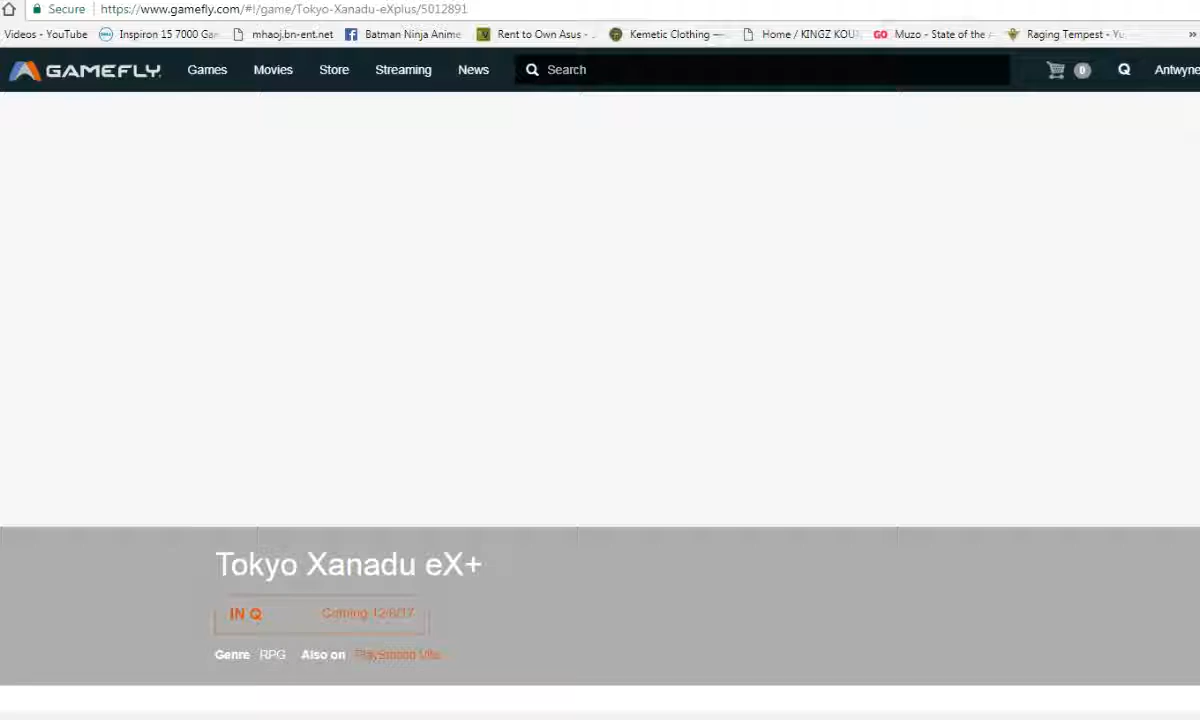 Secure https://www.gamefly.com/#!/game/Tokyo-Xanadu-eXplus/5012891
Videos - YouTube Inspiron 15 7000 Ga mhaoj.bn-ent.net Batman Ninja Anime Rent to Own Asus - Kemetic Clothing — Home / KINGZ KOU GO Muzo - State of the Raging Tempest - Yu »
GAMEFLY Games Movies Store Streaming News Search 0 Q Antwyne
Tokyo Xanadu eX+
IN Q Coming 12/8/17
Genre RPG Also on PlayStation Vita